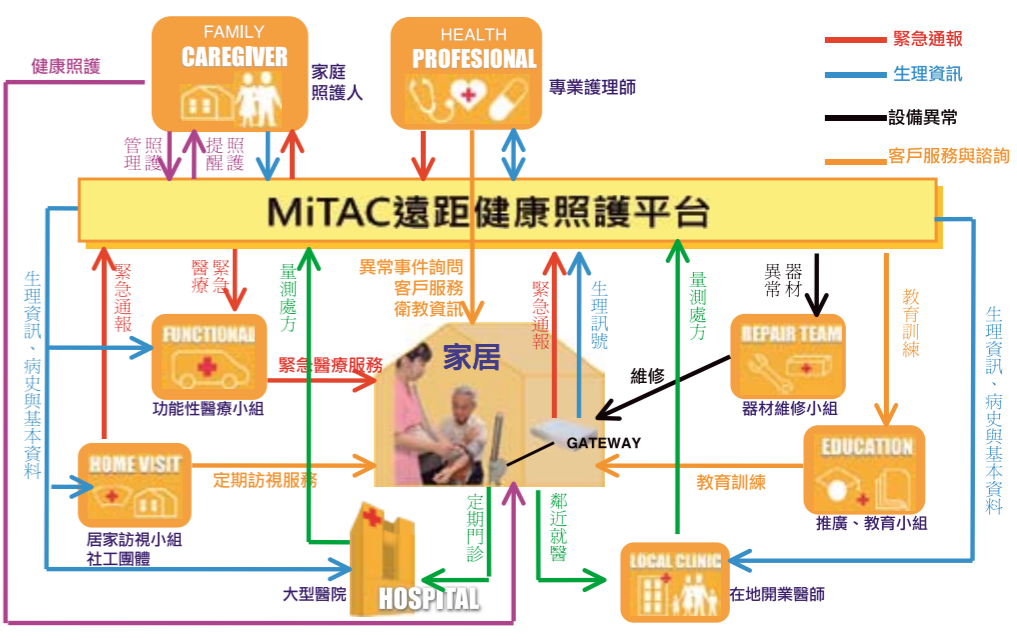 FAMILY
CAREGIVER
家庭
照護人
HEALTH
PROFESIONAL
專業護理師
緊急通報
生理資訊
設備異常
客戶服務與諮詢
健康照護
照護
管理
照護
提醒
MiTAC遠距健康照護平台
生理資訊、病史與基本資料
緊急通報
緊急
醫療
量測處方
異常事件詢問
客戶服務
衛教資訊
緊急通報
生理訊號
量測處方
器材
異常
教育訓練
生理資訊、病史與基本資料
FUNCTIONAL
功能性醫療小組
緊急醫療服務
家居
GATEWAY
維修
REPAIR TEAM
器材維修小組
HOME VISIT
居家訪視小組
社工團體
定期訪視服務
教育訓練
EDUCATION
推廣、教育小組
定期門診
鄰近就醫
大型醫院
HOSPITAL
LOCAL CLINIC
在地開業醫師